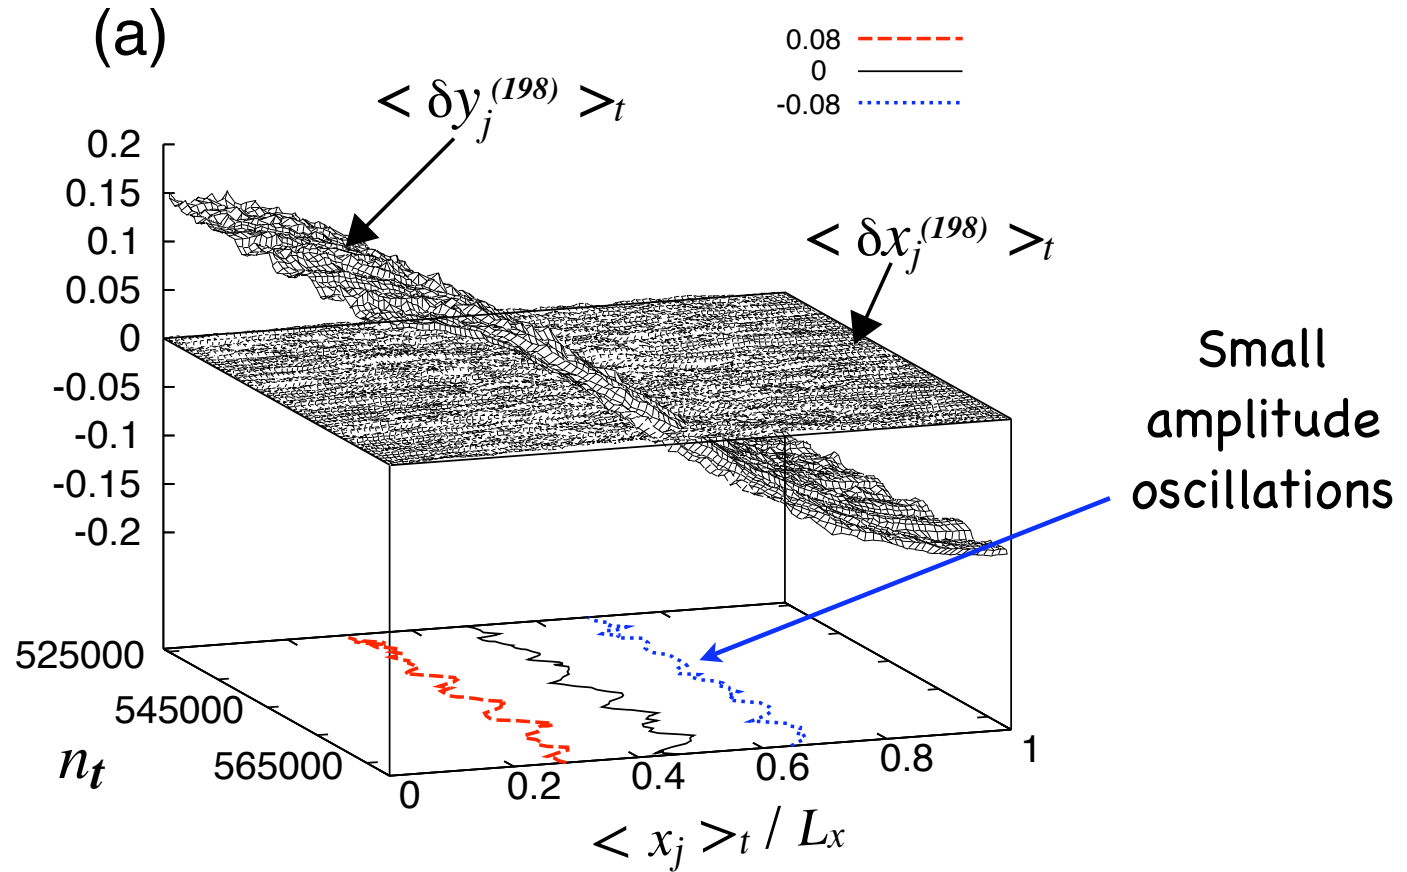 (a)
0.08
0
-0.08
< δy_j^(198) >_t
< δx_j^(198) >_t
0.2
0.15
0.1
0.05
0
-0.05
-0.1
-0.15
-0.2
Small
amplitude
oscillations
525000
545000
565000
n_t
0
0.2
0.4
0.6
0.8
1
< x_j >_t / L_x